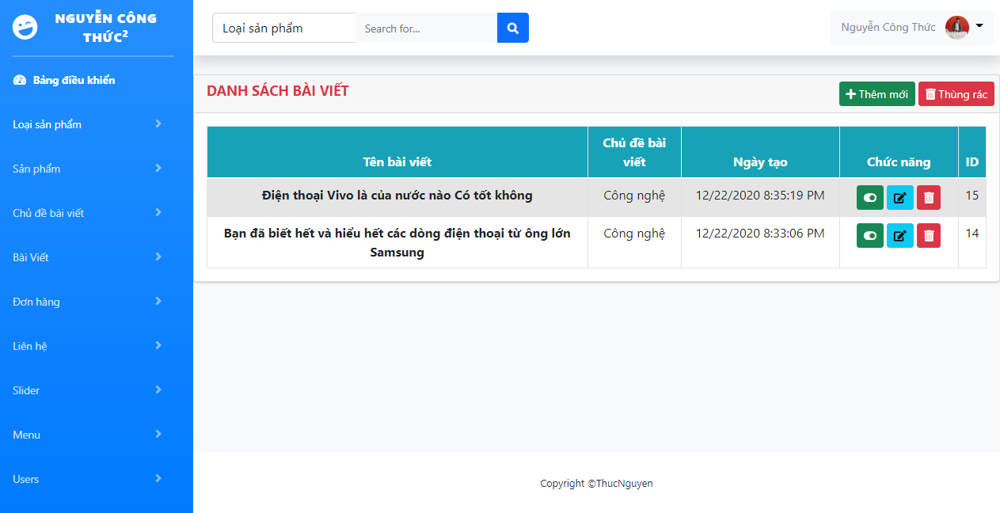 NGUYỄN CÔNG
THỨC2
Loại sản phẩm
Search for...
Nguyễn Công Thức
Bảng điều khiển
Loại sản phẩm
Sản phẩm
Chủ đề bài viết
Bài Viết
Đơn hàng
Liên hệ
Slider
Menu
Users
DANH SÁCH BÀI VIẾT
Thêm mới
Thùng rác
Tên bài viết
Chủ đề bài
viết
Ngày tạo
Chức năng
ID
Điện thoại Vivo là của nước nào Có tốt không
Công nghệ
12/22/2020 8:35:19 PM
15
Bạn đã biết hết và hiểu hết các dòng điện thoại từ ông lớn
Samsung
Công nghệ
12/22/2020 8:33:06 PM
14
Copyright ©ThucNguyen